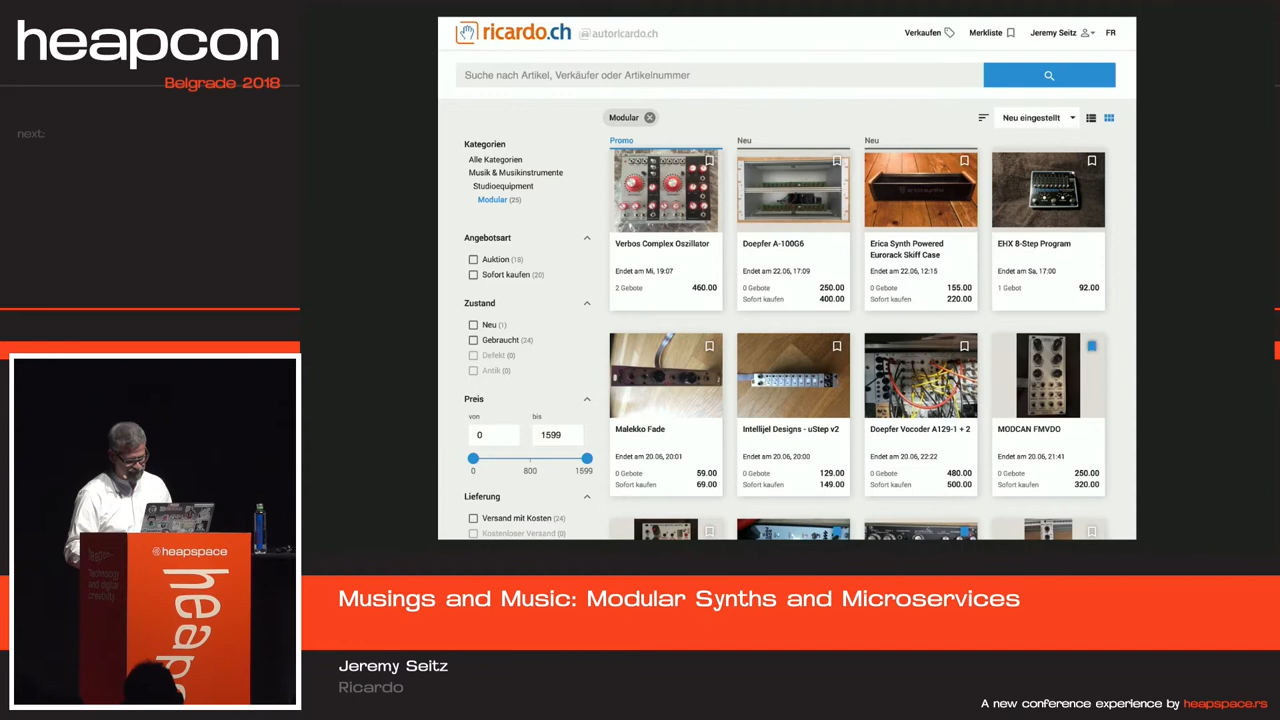 heapcon
Belgrade 2018
next:
ricardo.ch
autoricardo.ch
Verkaufen
Merkliste
Jeremy Seitz
FR
Suche nach Artikel, Verkäufer oder Artikelnummer
Modular
Neu eingestellt
Kategorien
Alle Kategorien
Musik & Musikinstrumente
Studioequipment
Modular (25)
Angebotsart
Auktion (18)
Sofort kaufen (20)
Zustand
Neu (1)
Gebraucht (24)
Defekt (0)
Antik (0)
Preis
von
bis
0
1599
0
800
1599
Lieferung
Versand mit Kosten (24)
Kostenloser Versand (0)
Promo
Verbos Complex Oszillator
Endet am Mi, 19:07
2 Gebote 460.00
Neu
Doepfer A-100G6
Endet am 22.06, 17:09
0 Gebote 250.00
Sofort kaufen 400.00
Neu
Erica Synth Powered
Eurorack Skiff Case
Endet am 22.06, 12:15
0 Gebote 155.00
Sofort kaufen 220.00
EHX 8-Step Program
Endet am Sa, 17:00
1 Gebot 92.00
Malekko Fade
Endet am 20.06, 20:01
0 Gebote 59.00
Sofort kaufen 69.00
Intellijel Designs - uStep v2
Endet am 20.06, 20:00
0 Gebote 129.00
Sofort kaufen 149.00
Doepfer Vocoder A129-1 + 2
Endet am 20.06, 22:22
0 Gebote 480.00
Sofort kaufen 500.00
MODCAN FMVDO
Endet am 20.06, 21:41
0 Gebote 250.00
Sofort kaufen 320.00
heapspace
heaps
heapcon
Technology
and digital
creativity.
Musings and Music: Modular Synths and Microservices
Jeremy Seitz
Ricardo
A new conference experience by heapspace.rs